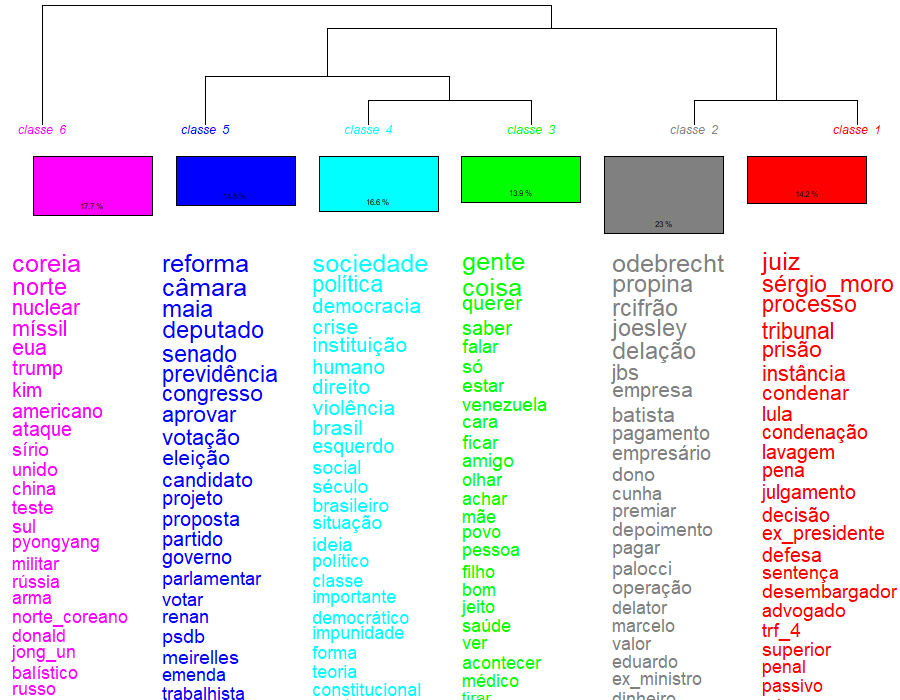 classe 6
classe 5
classe 4
classe 3
classe 2
classe 1
17.7 %
16.6 %
13.9 %
23 %
14.2 %
coreia
norte
nuclear
míssil
eua
trump
kim
americano
ataque
sírio
unido
china
teste
sul
pyongyang
militar
rússia
arma
norte_coreano
donald
jong_un
balístico
russo
reforma
câmara
maia
deputado
senado
previdência
congresso
aprovar
votação
eleição
candidato
projeto
proposta
partido
governo
parlamentar
votar
renan
psdb
meirelles
emenda
trabalhista
sociedade
política
democracia
crise
instituição
humano
direito
violência
brasil
esquerdo
social
século
brasileiro
situação
ideia
político
classe
importante
democrático
impunidade
forma
teoria
constitucional
gente
coisa
querer
saber
falar
só
estar
venezuela
cara
ficar
amigo
olhar
achar
mãe
povo
pessoa
filho
bom
jeito
saúde
ver
acontecer
médico
tirar
odebrecht
propina
rcifrão
joesley
delação
jbs
empresa
batista
pagamento
empresário
dono
cunha
premiar
depoimento
pagar
palocci
operação
delator
marcelo
valor
eduardo
ex_ministro
dinheiro
juiz
sérgio_moro
processo
tribunal
prisão
instância
condenar
lula
condenação
lavagem
pena
julgamento
decisão
ex_presidente
defesa
sentença
desembargador
advogado
trf_4
superior
penal
passivo